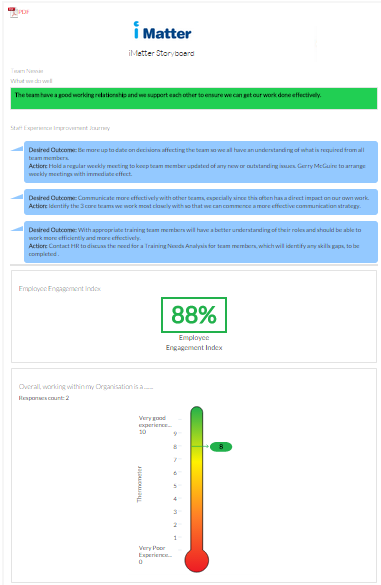 PDF
iMatter
iMatter Storyboard
Team Name
What we do well
The team have a good working relationship and we support each other to ensure we can get our work done effectively.
Staff Experience Improvement Journey
Desired Outcome: Be more up to date on decisions affecting the team so we all have an understanding of what is required from all
team members.
Action: Hold a regular weekly meeting to keep team member updated of any new or outstanding issues. Gerry McGuire to arrange
weekly meetings with immediate effect.
Desired Outcome: Communicate more effectively with other teams, especially since this often has a direct impact on our own work.
Action: Identify the 3 core teams we work most closely with so that we can commence a more effective communication strategy.
Desired Outcome: With appropriate training team members will have a better understanding of their roles and should be able to
work more efficiently and more effectively.
Action: Contact HR to discuss the need for a Training Needs Analysis for team members, which will identify any skills gaps, to be
completed .
Employee Engagement Index
88%
Employee
Engagement Index
Overall, working within my Organisation is a ......
Responses count: 2
Very good
experience...
10
9
8
8
7
6
5
4
3
2
1
Thermometer
Very Poor
Experience...
0